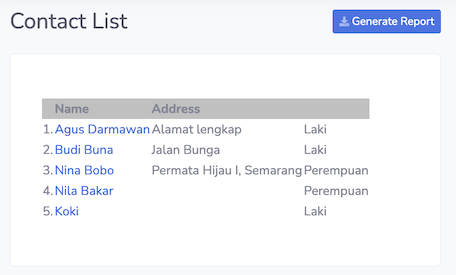 Contact List
Generate Report
Name Address
1. Agus Darmawan Alamat lengkap Laki
2. Budi Buna Jalan Bunga Laki
3. Nina Bobo Permata Hijau I, Semarang Perempuan
4. Nila Bakar Perempuan
5. Koki Laki